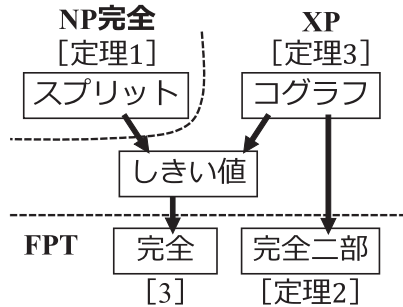 NP完全 XP
[定理1] [定理3]
スプリット コグラフ
しきい値
FPT 完全 完全二部
[3] [定理2]